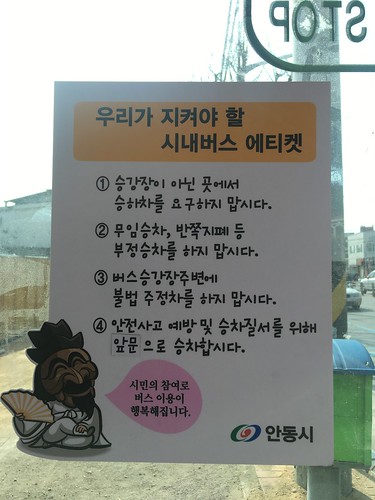 STOP
우리가 지켜야 할
시내버스 에티켓
① 승강장이 아닌 곳에서
승하차를 요구하지 맙시다.
② 무임승차, 반쪽지폐 등
부정승차를 하지 맙시다.
③ 버스승강장주변에
불법 주정차를 하지 맙시다.
④ 안전사고 예방 및 승차질서를 위해
앞문으로 승차합시다.
시민의 참여로
버스 이용이
행복해집니다.
안동시